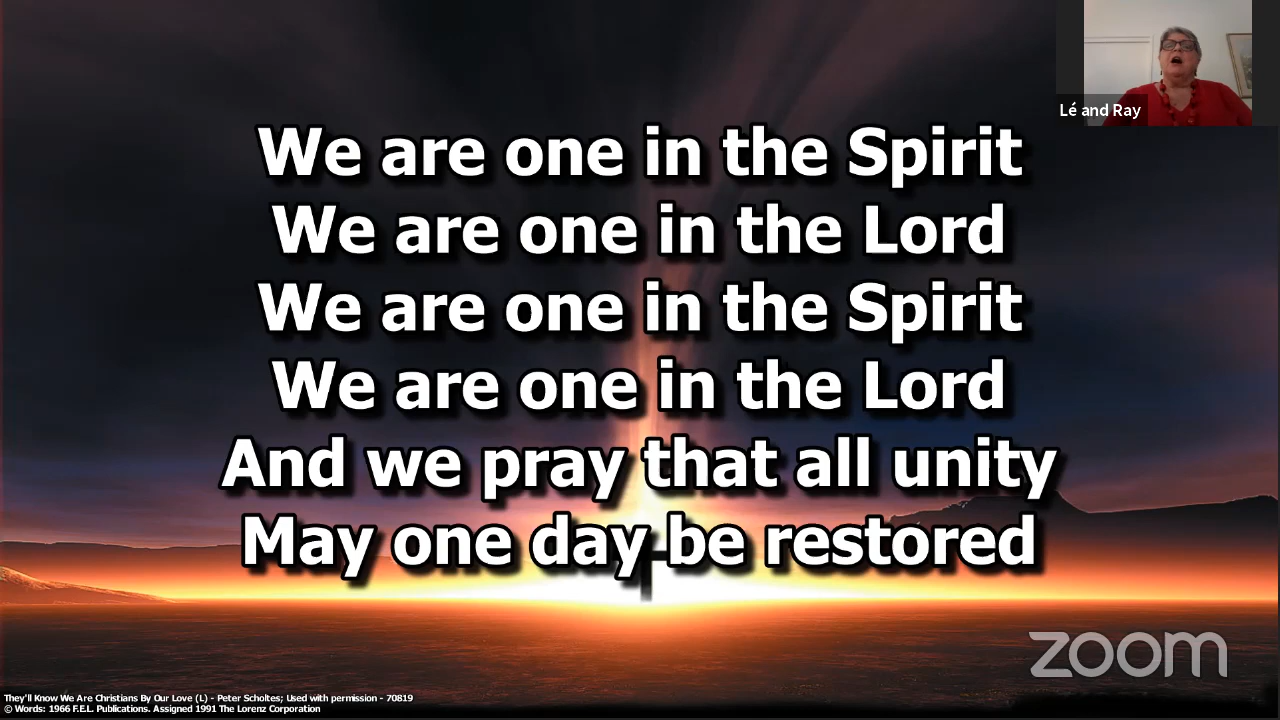 Lé and Ray
We are one in the Spirit
We are one in the Lord
We are one in the Spirit
We are one in the Lord
And we pray that all unity
May one day be restored
zoom
They'll Know We Are Christians By Our Love (L) - Peter Scholtes; Used with permission - 70819
© Words: 1966 F.E.L. Publications. Assigned 1991 The Lorenz Corporation